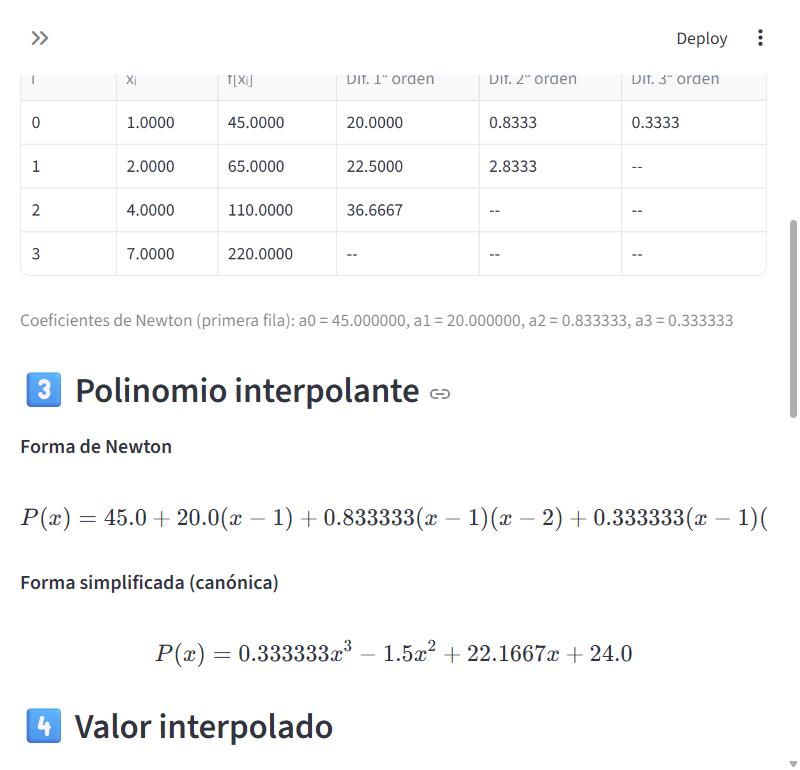 Deploy
i xᵢ f[xᵢ] Dif. 1ª orden Dif. 2ª orden Dif. 3ª orden
0 1.0000 45.0000 20.0000 0.8333 0.3333
1 2.0000 65.0000 22.5000 2.8333 --
2 4.0000 110.0000 36.6667 -- --
3 7.0000 220.0000 -- -- --
Coeficientes de Newton (primera fila): a0 = 45.000000, a1 = 20.000000, a2 = 0.833333, a3 = 0.333333
3 Polinomio interpolante
Forma de Newton
P(x) = 45.0 + 20.0(x − 1) + 0.833333(x − 1)(x − 2) + 0.333333(x − 1)(
Forma simplificada (canónica)
P(x) = 0.333333x³ − 1.5x² + 22.1667x + 24.0
4 Valor interpolado